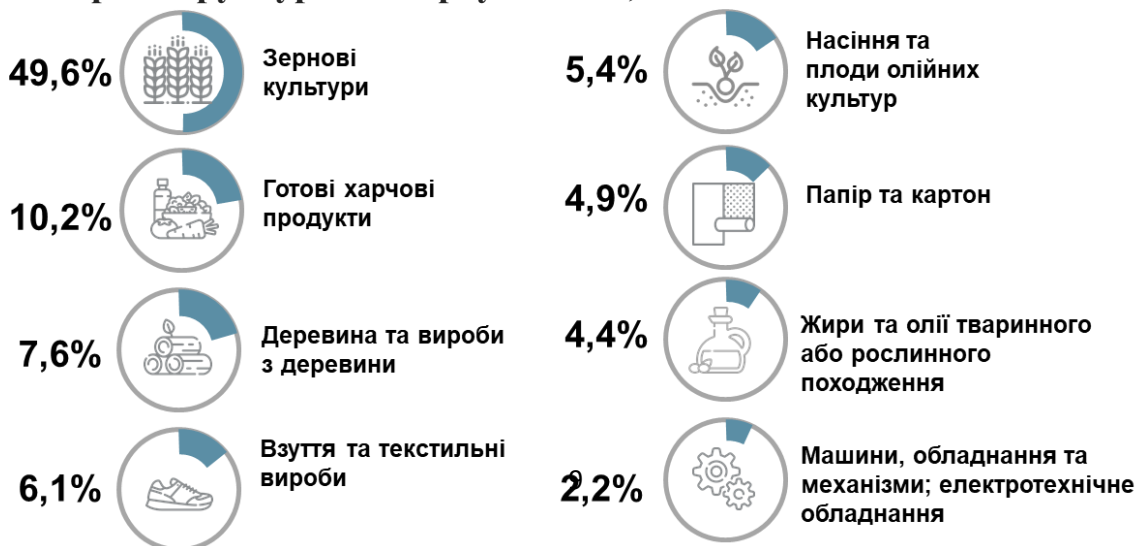 49,6%
Зернові
культури
10,2%
Готові харчові
продукти
7,6%
Деревина та вироби
з деревини
6,1%
Взуття та текстильні
вироби
5,4%
Насіння та
плоди олійних
культур
4,9%
Папір та картон
4,4%
Жири та олії тваринного
або рослинного
походження
2,2%
9
Машини, обладнання та
механізми; електротехнічне
обладнання